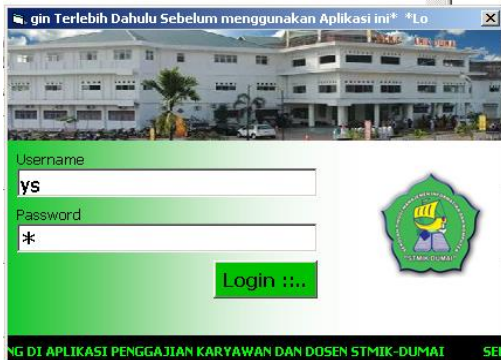 gin Terlebih Dahulu Sebelum menggunakan Aplikasi ini* *Lo
Username
ys
Password
*
Login ::..
"STMIK-DUMAI"
NG DI APLIKASI PENGGAJIAN KARYAWAN DAN DOSEN STMIK-DUMAI SE